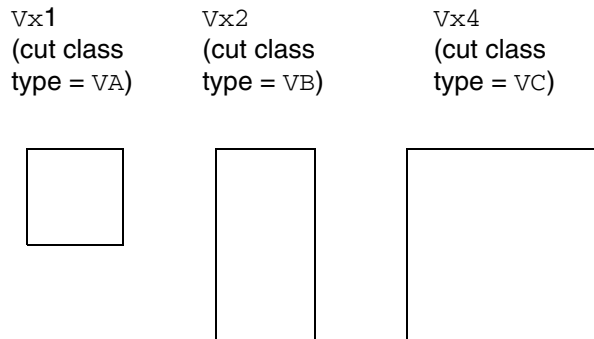 Vx1
(cut class
type = VA)
Vx2
(cut class
type = VB)
Vx4
(cut class
type = VC)